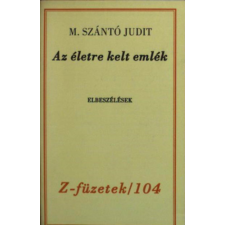 M. SZÁNTÓ JUDIT
Az életre kelt emlék
ELBESZÉLÉSEK
Z-füzetek/104